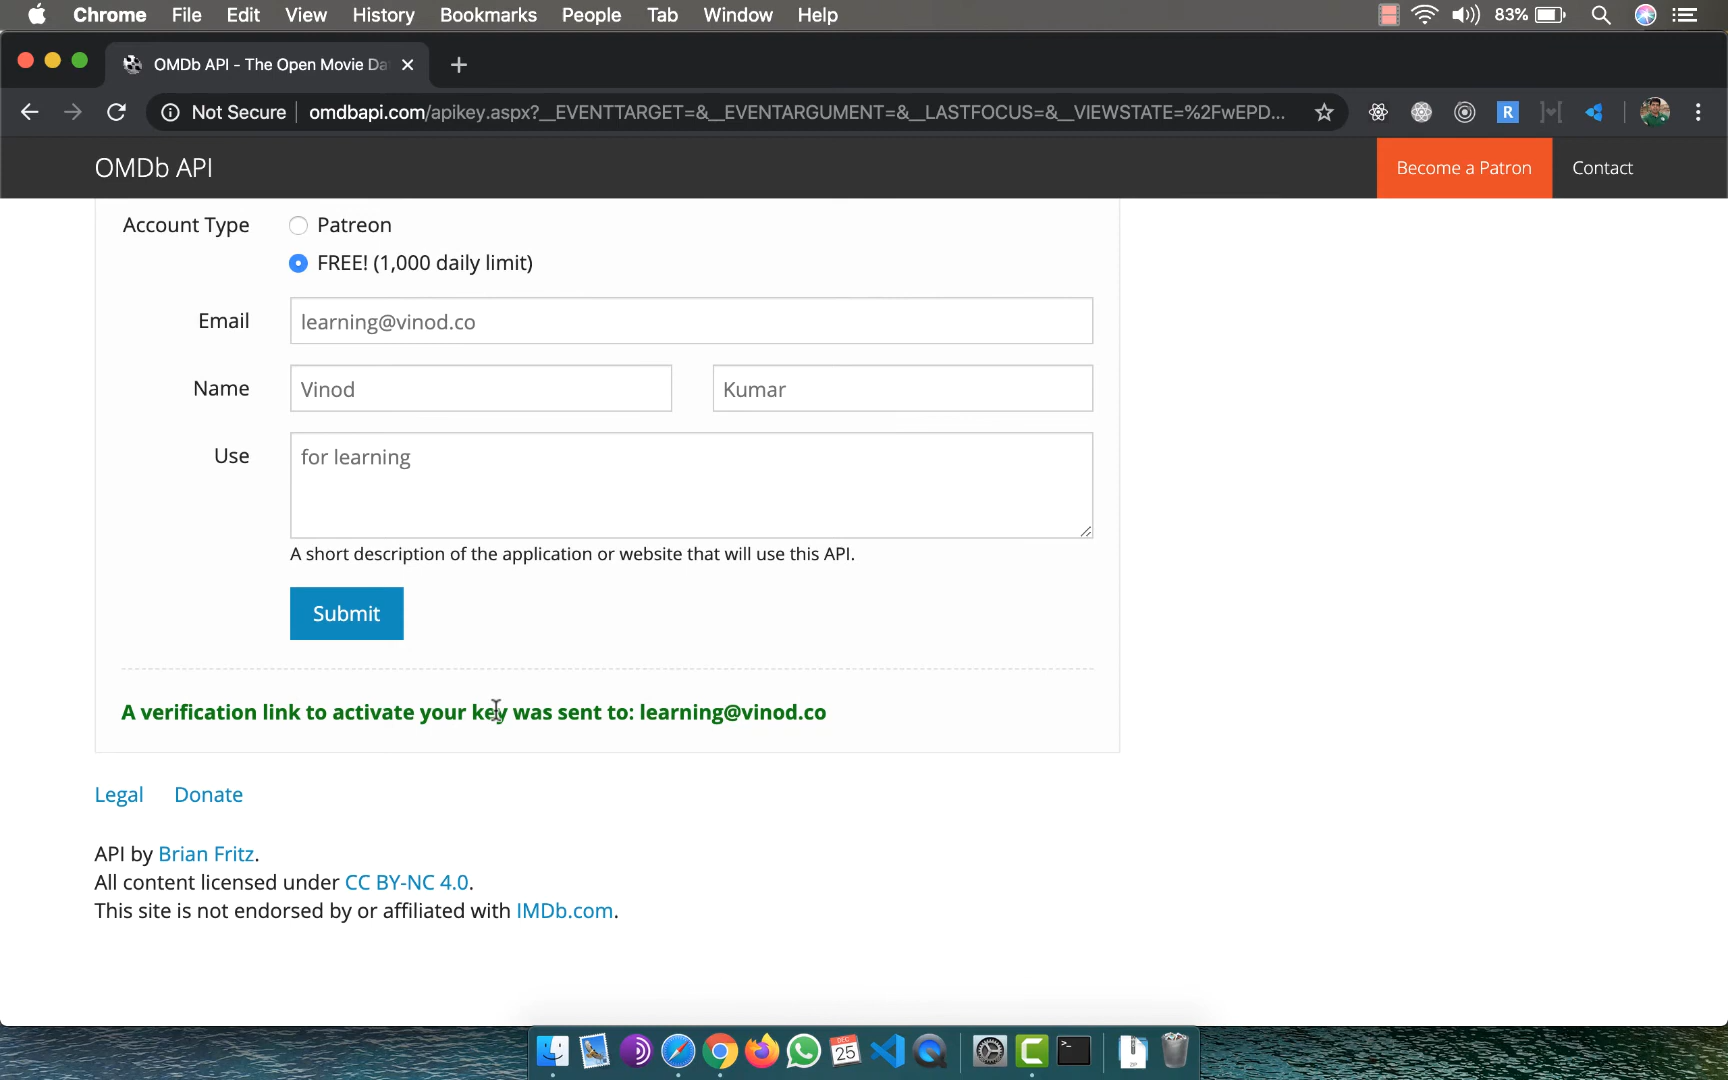 Chrome File Edit View History Bookmarks People Tab Window Help 83%
OMDb API - The Open Movie Da
Not Secure omdbapi.com/apikey.aspx?__EVENTTARGET=&__EVENTARGUMENT=&__LASTFOCUS=&__VIEWSTATE=%2FwEPD... R
OMDb API Become a Patron Contact
Account Type Patreon
FREE! (1,000 daily limit)
Email learning@vinod.co
Name Vinod Kumar
Use for learning
A short description of the application or website that will use this API.
Submit
A verification link to activate your key was sent to: learning@vinod.co
Legal Donate
API by Brian Fritz.
All content licensed under CC BY-NC 4.0.
This site is not endorsed by or affiliated with IMDb.com.
DEC
25
ZIP